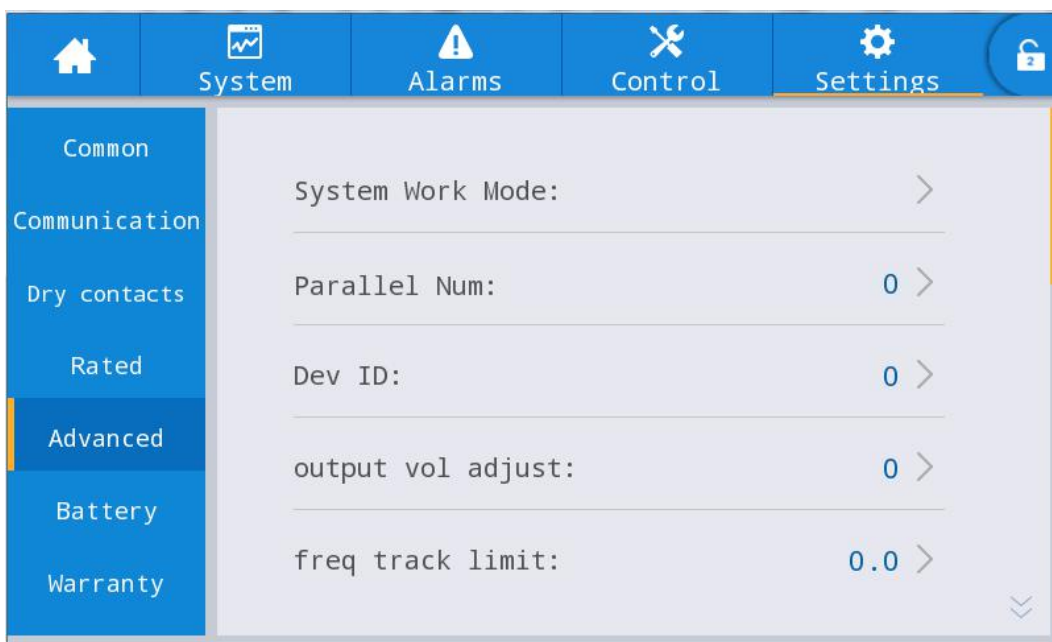 System
Alarms
Control
Settings
2
Common
Communication
Dry contacts
Rated
Advanced
Battery
Warranty
System Work Mode:
Parallel Num: 0
Dev ID: 0
output vol adjust: 0
freq track limit: 0.0